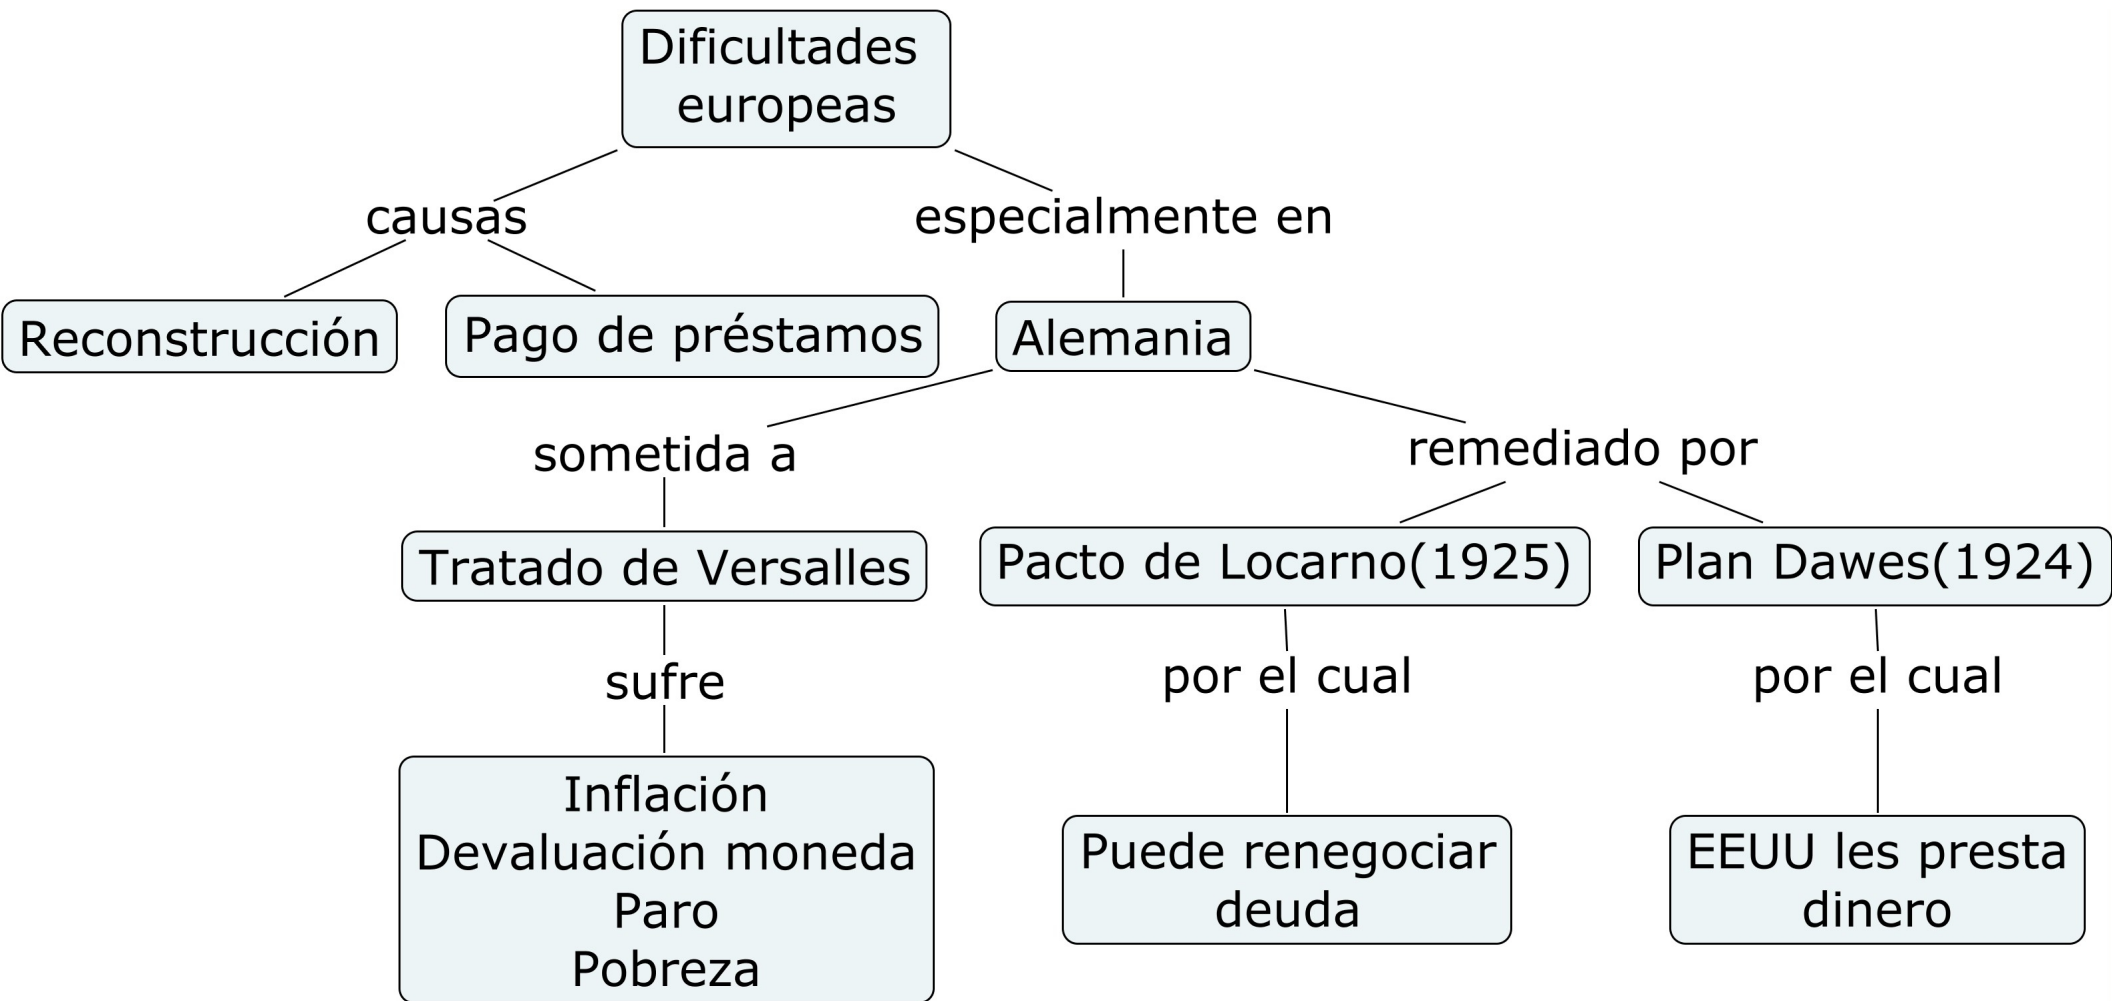 Dificultades
europeas
causas
especialmente en
Reconstrucción
Pago de préstamos
Alemania
sometida a
remediado por
Tratado de Versalles
Pacto de Locarno(1925)
Plan Dawes(1924)
sufre
por el cual
por el cual
Inflación
Devaluación moneda
Paro
Pobreza
Puede renegociar
deuda
EEUU les presta
dinero